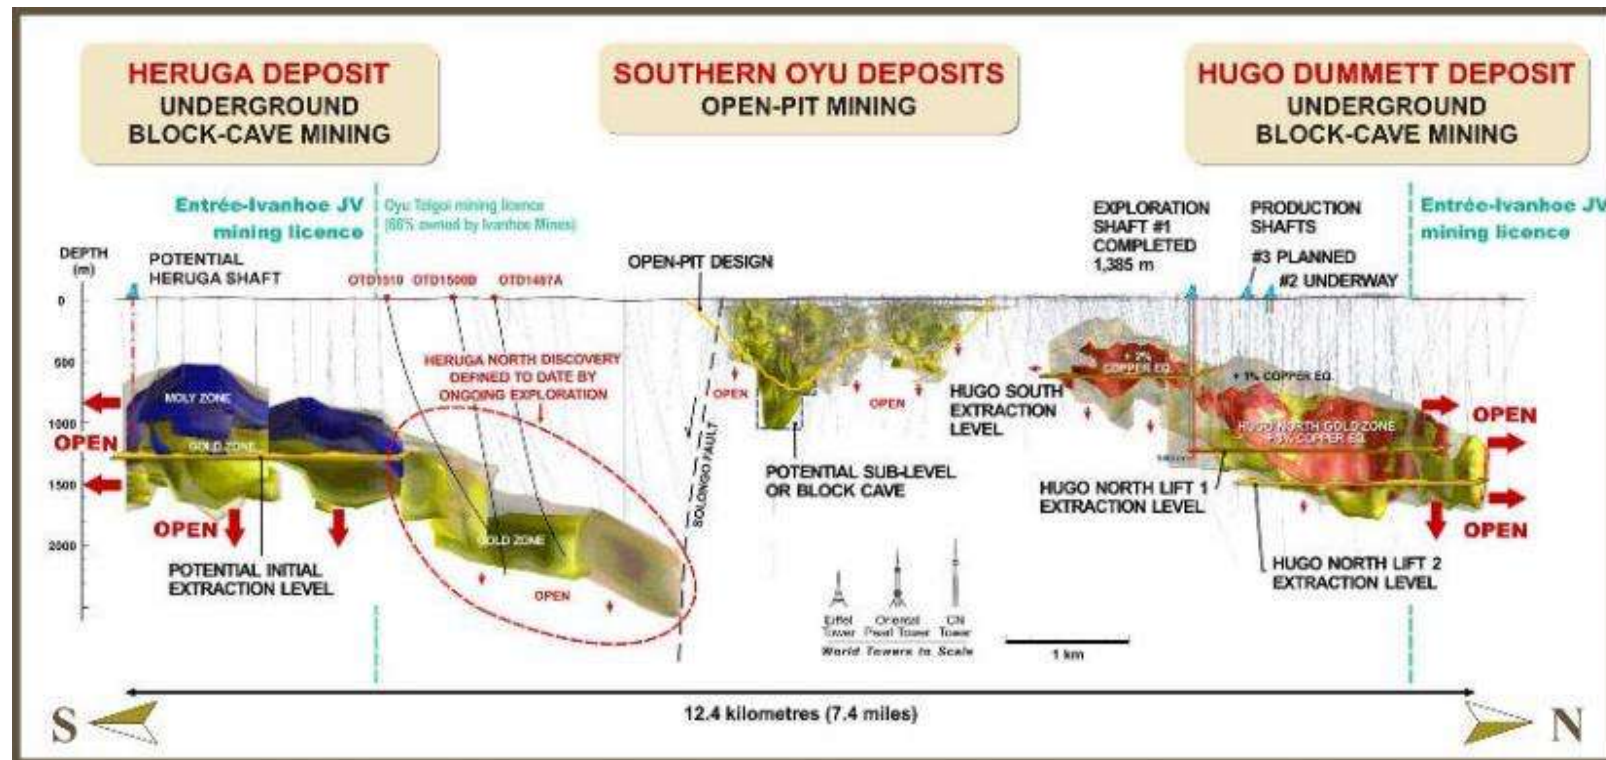 HERUGA DEPOSIT
UNDERGROUND
BLOCK-CAVE MINING
SOUTHERN OYU DEPOSITS
OPEN-PIT MINING
HUGO DUMMETT DEPOSIT
UNDERGROUND
BLOCK-CAVE MINING
Entrée-Ivanhoe JV
mining licence
Oyu Tolgoi mining licence
(66% owned by Ivanhoe Mines)
EXPLORATION
SHAFT #1
COMPLETED
1,385 m
PRODUCTION
SHAFTS
#3 PLANNED
#2 UNDERWAY
Entrée-Ivanhoe JV
mining licence
DEPTH
(m)
POTENTIAL
HERUGA SHAFT
OTD1510 OTD1500B OTD1487A
OPEN-PIT DESIGN
0
500
1000
1500
2000
HERUGA NORTH DISCOVERY
DEFINED TO DATE BY
ONGOING EXPLORATION
MOLY ZONE
GOLD ZONE
OPEN
OPEN
POTENTIAL INITIAL
EXTRACTION LEVEL
GOLD ZONE
OPEN
SOLONGO FAULT
OPEN
OPEN
POTENTIAL SUB-LEVEL
OR BLOCK CAVE
HUGO SOUTH
EXTRACTION
LEVEL
+ 2%
COPPER EQ.
+ 1% COPPER EQ.
HUGO NORTH GOLD ZONE
COPPER EQ.
OPEN
OPEN
HUGO NORTH LIFT 1
EXTRACTION LEVEL
HUGO NORTH LIFT 2
EXTRACTION LEVEL
Eiffel
Tower
Oriental
Pearl Tower
CN
Tower
World Towers to Scale
1 km
12.4 kilometres (7.4 miles)
S
N